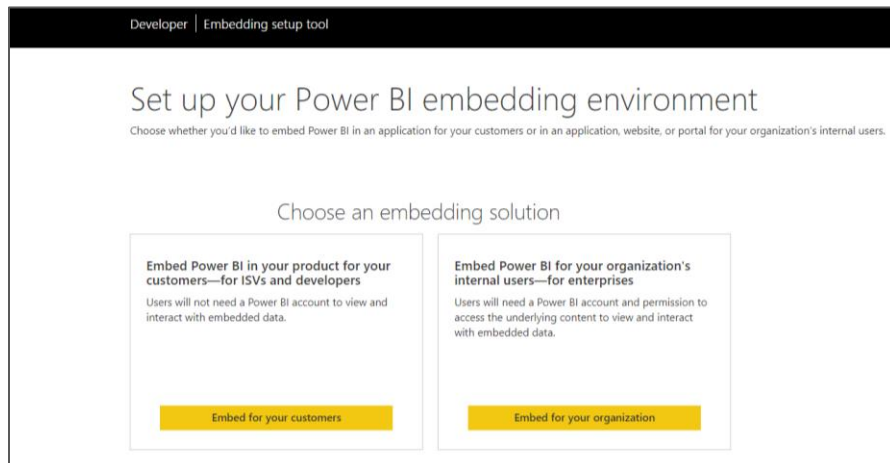 Developer | Embedding setup tool
Set up your Power BI embedding environment
Choose whether you'd like to embed Power BI in an application for your customers or in an application, website, or portal for your organization's internal users.
Choose an embedding solution
Embed Power BI in your product for your
customers—for ISVs and developers
Users will not need a Power BI account to view and
interact with embedded data.
Embed for your customers
Embed Power BI for your organization's
internal users—for enterprises
Users will need a Power BI account and permission to
access the underlying content to view and interact
with embedded data.
Embed for your organization